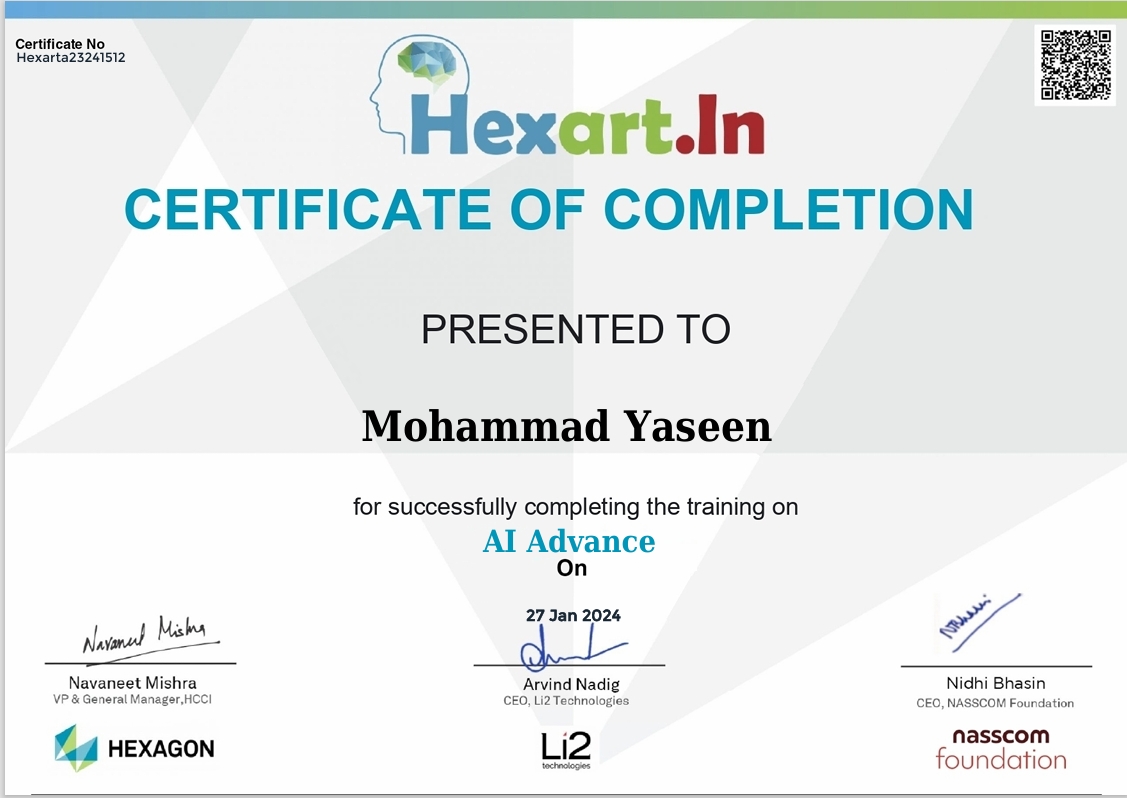 Certificate No
Hexarta23241512
Hexart.In
CERTIFICATE OF COMPLETION
PRESENTED TO
Mohammad Yaseen
for successfully completing the training on
AI Advance
On
27 Jan 2024
Navaneet Mishra
Navaneet Mishra
VP & General Manager,HCCI
HEXAGON
Arvind Nadig
CEO, Li2 Technologies
Li2
technologies
Nidhi Bhasin
CEO, NASSCOM Foundation
nasscom
foundation